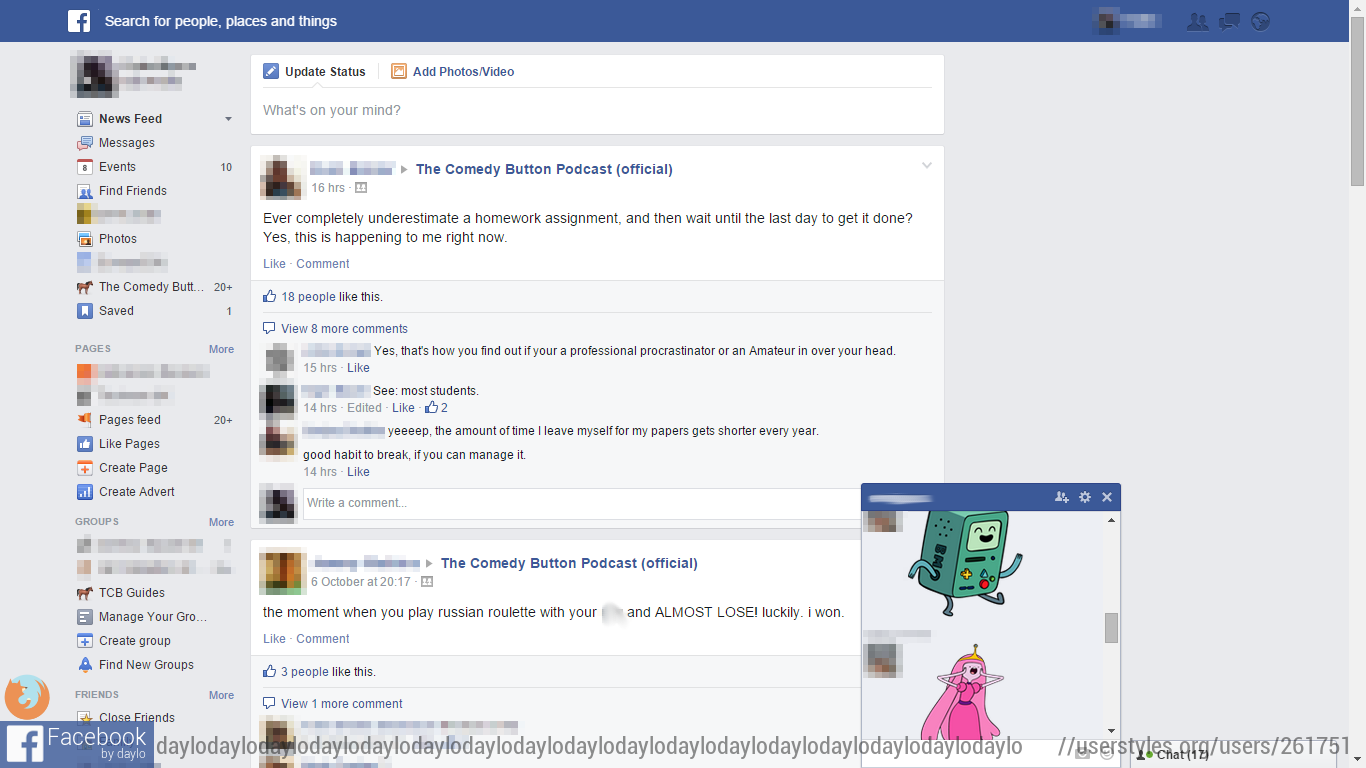 Search for people, places and things
News Feed
Messages
8 Events 10
Find Friends
Photos
The Comedy Butt... 20+
Saved 1
PAGES More
Pages feed 20+
Like Pages
Create Page
Create Advert
GROUPS More
TCB Guides
Manage Your Gro...
Create group
Find New Groups
FRIENDS More
Close Friends
Update Status
Add Photos/Video
What's on your mind?
The Comedy Button Podcast (official)
16 hrs ·
Ever completely underestimate a homework assignment, and then wait until the last day to get it done?
Yes, this is happening to me right now.
Like · Comment
18 people like this.
View 8 more comments
Yes, that's how you find out if your a professional procrastinator or an Amateur in over your head.
15 hrs · Like
See: most students.
14 hrs · Edited · Like · 2
yeeeep, the amount of time I leave myself for my papers gets shorter every year.
good habit to break, if you can manage it.
14 hrs · Like
Write a comment...
The Comedy Button Podcast (official)
6 October at 20:17 ·
the moment when you play russian roulette with your and ALMOST LOSE! luckily. i won.
Like · Comment
3 people like this.
View 1 more comment
BMO
Chat (17)
Facebook
by daylo
daylodaylodaylodaylodaylodaylodaylodaylodaylodaylodaylodaylodaylodaylodaylodaylodaylo //userstyles.org/users/261751